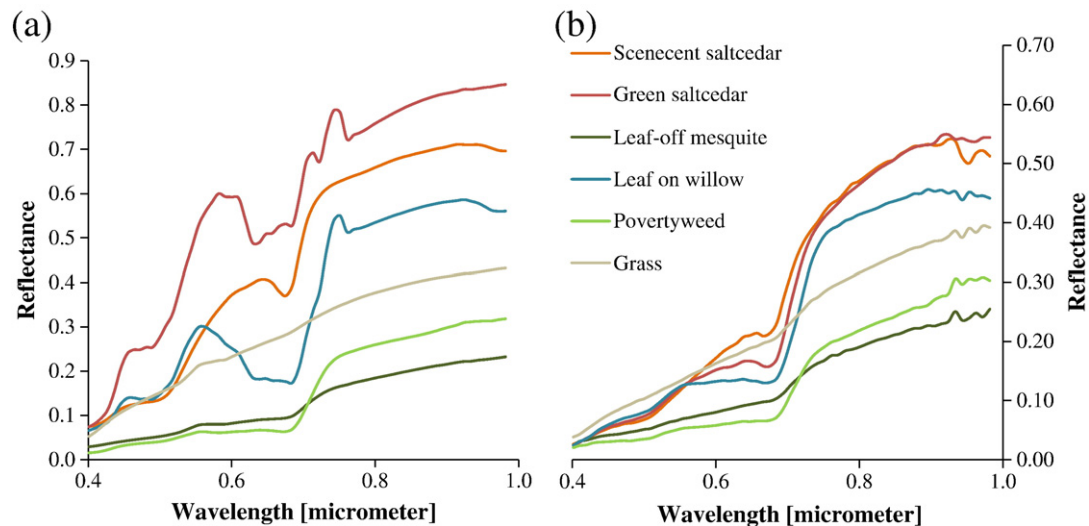 (a)
0.9
0.8
0.7
0.6
0.5
0.4
0.3
0.2
0.1
0.0
Reflectance
0.4
0.6
0.8
1.0
Wavelength [micrometer]
(b)
Scenecent saltcedar
Green saltcedar
Leaf-off mesquite
Leaf on willow
Povertyweed
Grass
0.70
0.60
0.50
0.40
0.30
0.20
0.10
0.00
Reflectance
0.4
0.6
0.8
1.0
Wavelength [micrometer]